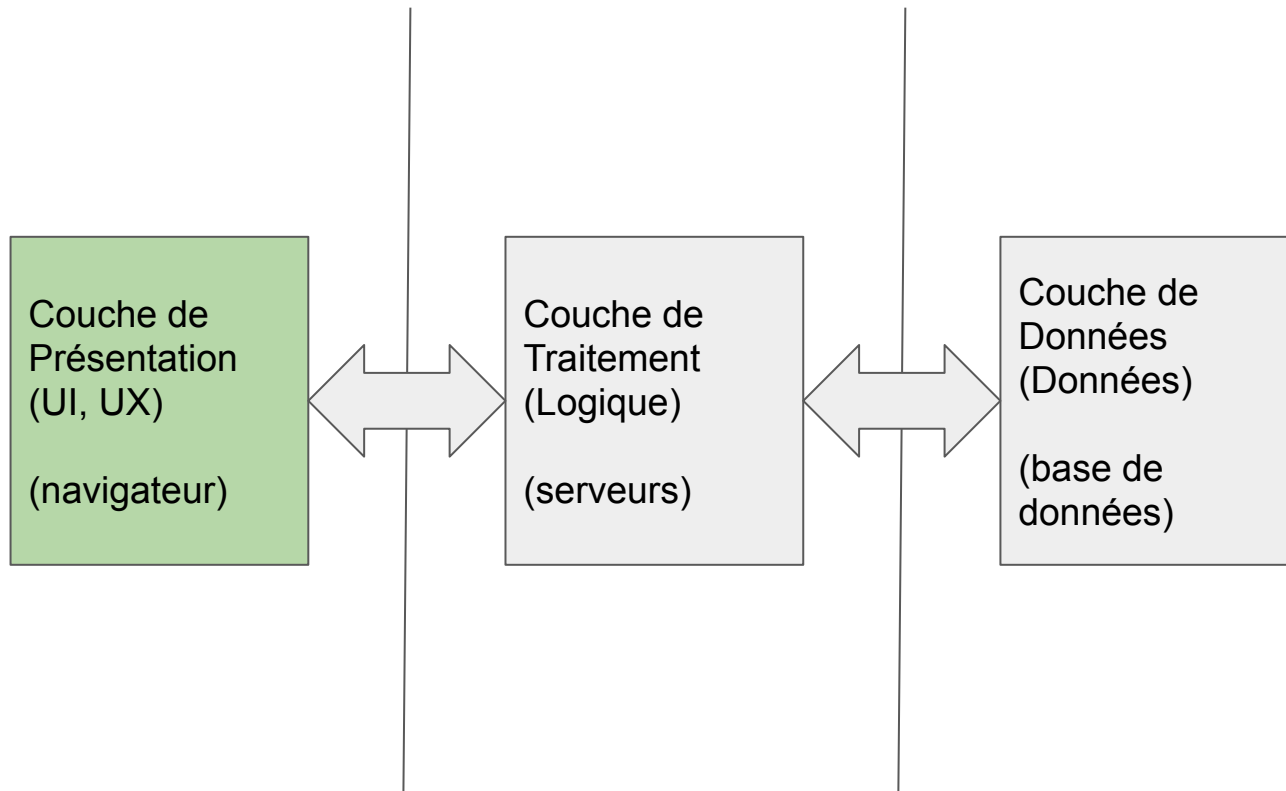 Couche de
Présentation
(UI, UX)
(navigateur)
Couche de
Traitement
(Logique)
(serveurs)
Couche de
Données
(Données)
(base de
données)